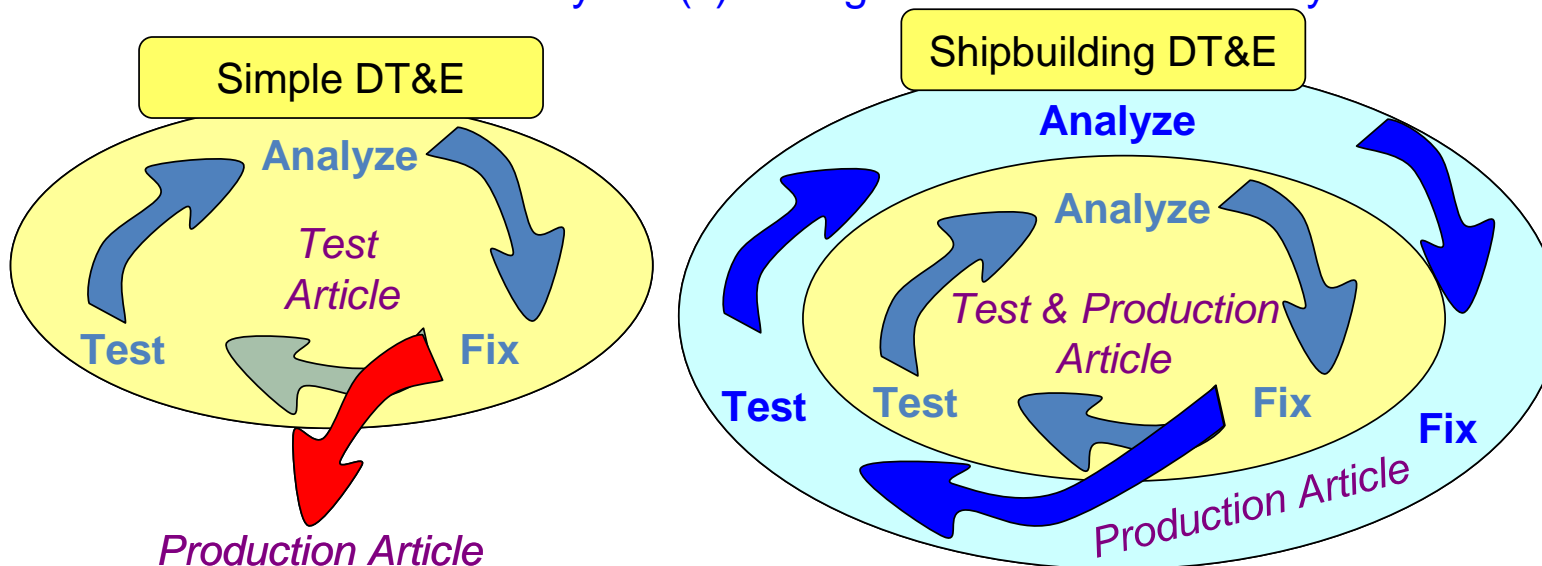 Simple DT&E
Analyze
Test
Article
Test
Fix
Production Article
Shipbuilding DT&E
Analyze
Analyze
Test & Production
Article
Test
Test
Fix
Fix
Production Article